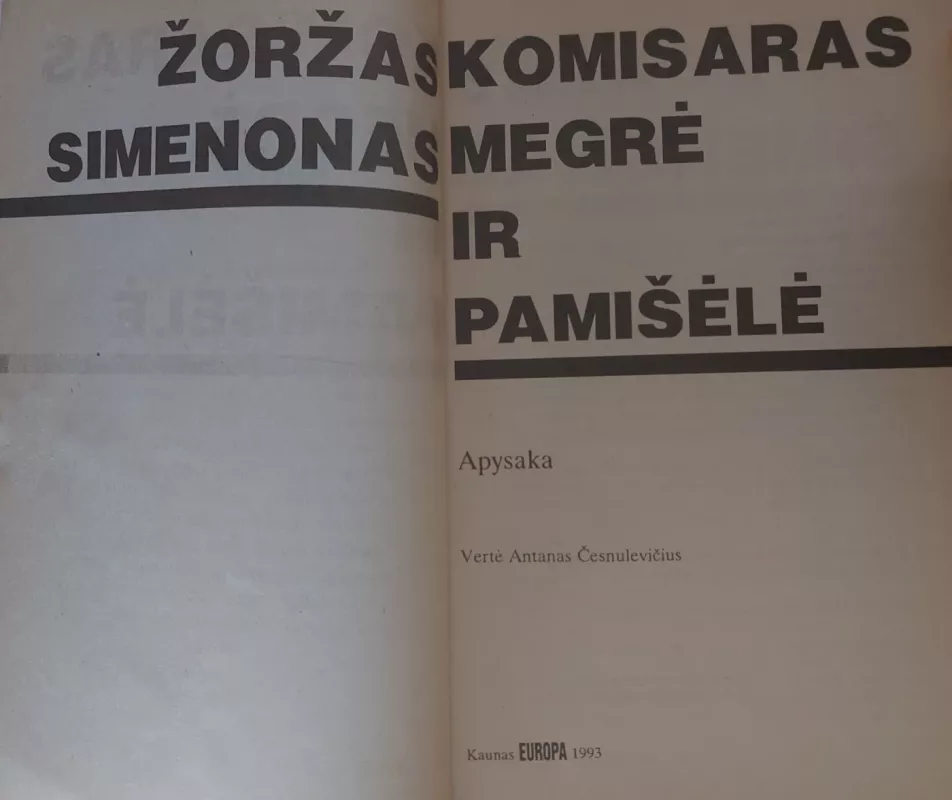 ŽORŽAS
SIMENONAS
KOMISARAS
MEGRĖ
IR
PAMIŠĖLĖ
Apysaka
Vertė Antanas Česnulevičius
Kaunas EUROPA 1993